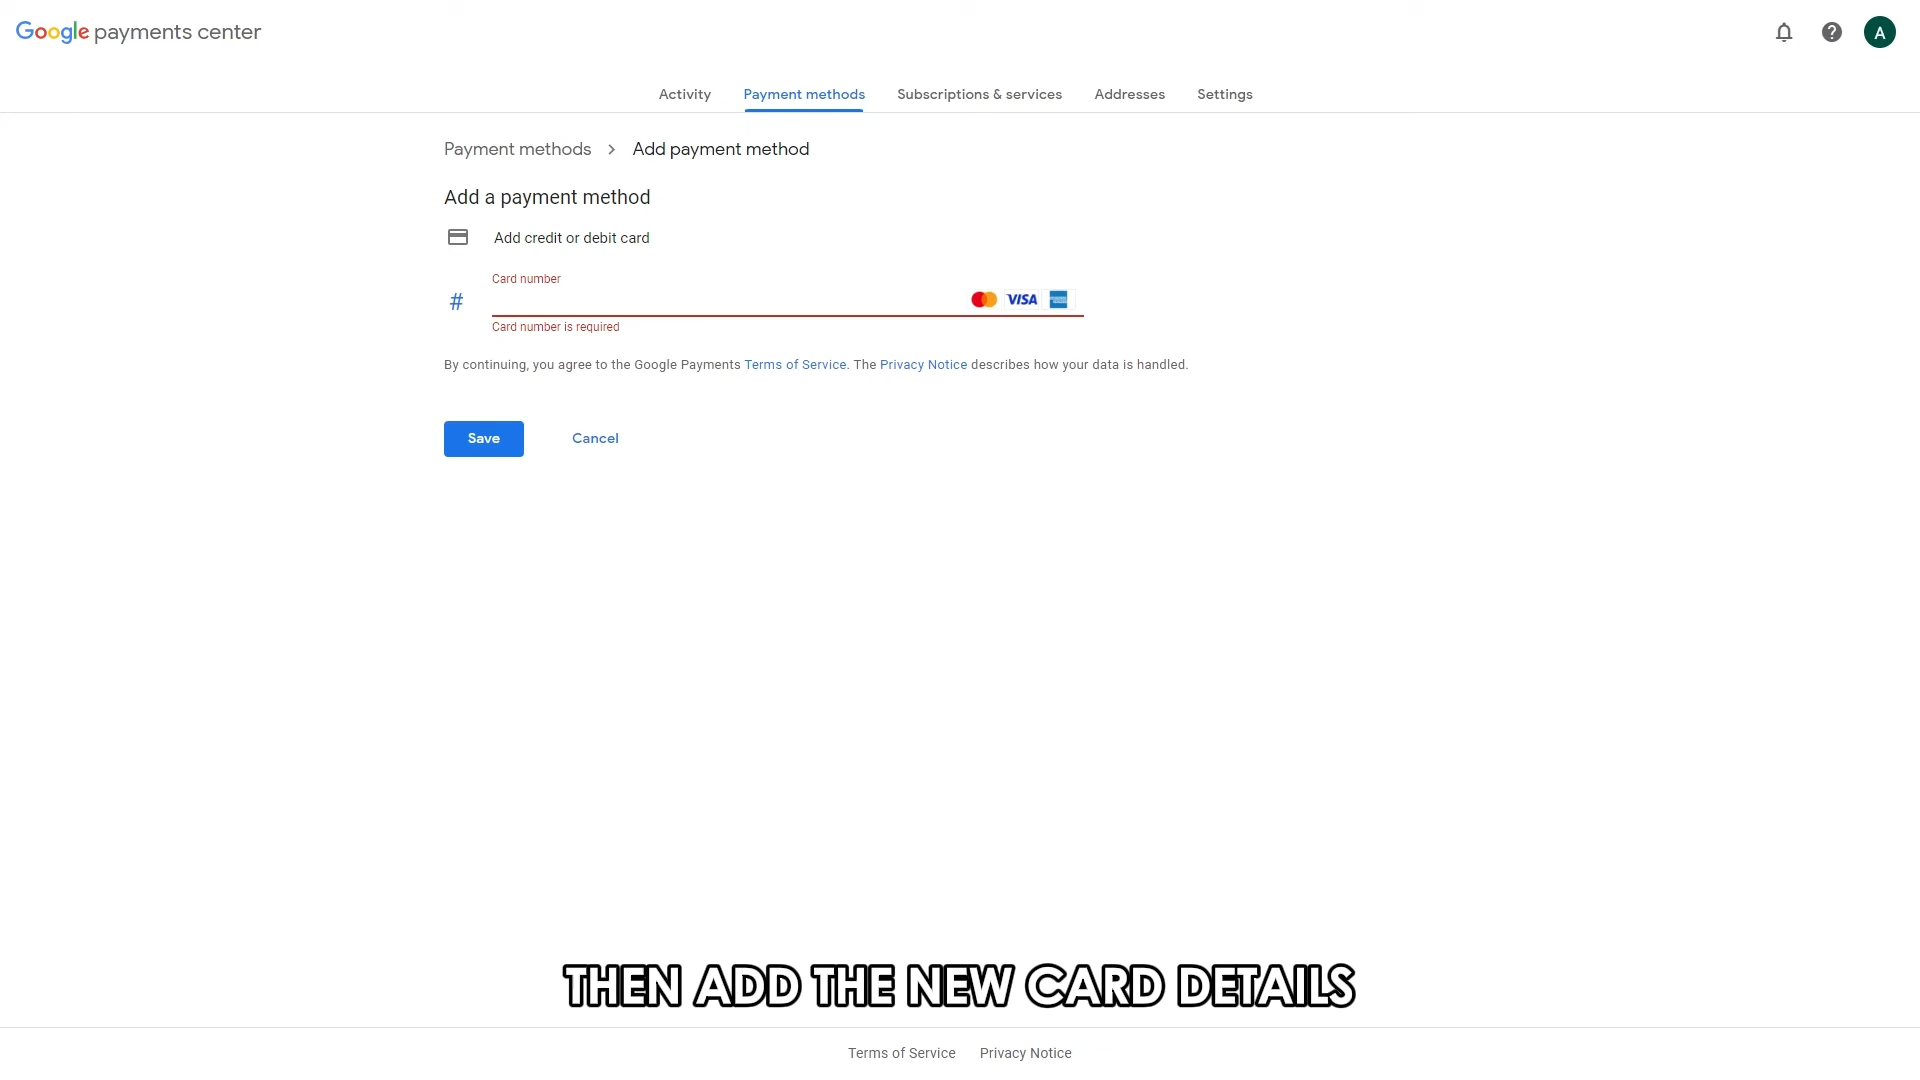 Google payments center
A
Activity Payment methods Subscriptions & services Addresses Settings
Payment methods > Add payment method
Add a payment method
Add credit or debit card
Card number
# VISA
Card number is required
By continuing, you agree to the Google Payments Terms of Service. The Privacy Notice describes how your data is handled.
Save Cancel
THEN ADD THE NEW CARD DETAILS
Terms of Service Privacy Notice